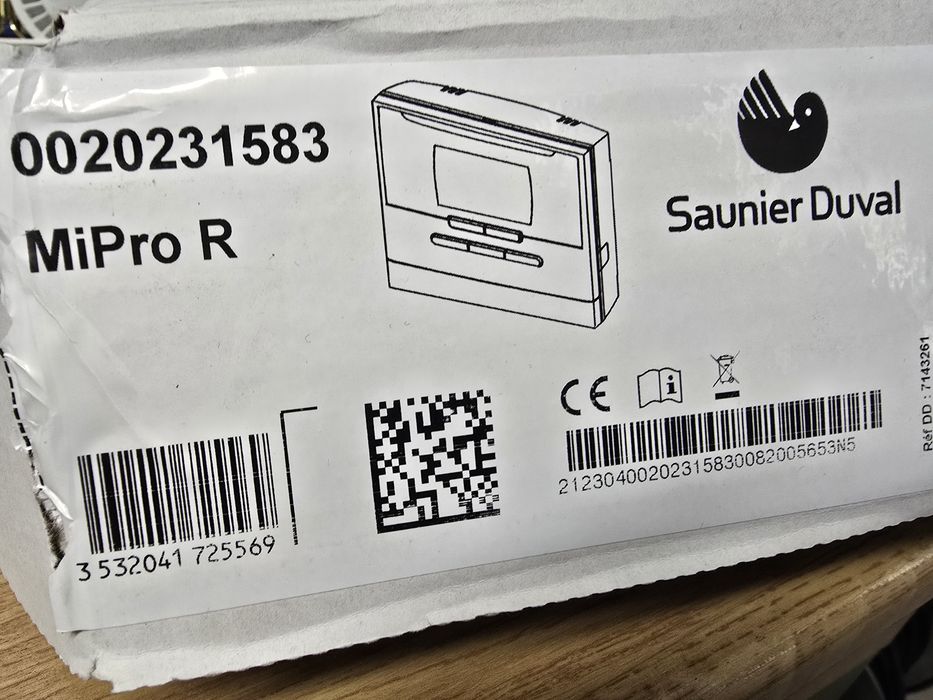 0020231583
MiPro R
Saunier Duval
CE
i
Réf DD : 7143261
21230400202315830082005653N5
3 532041 725569